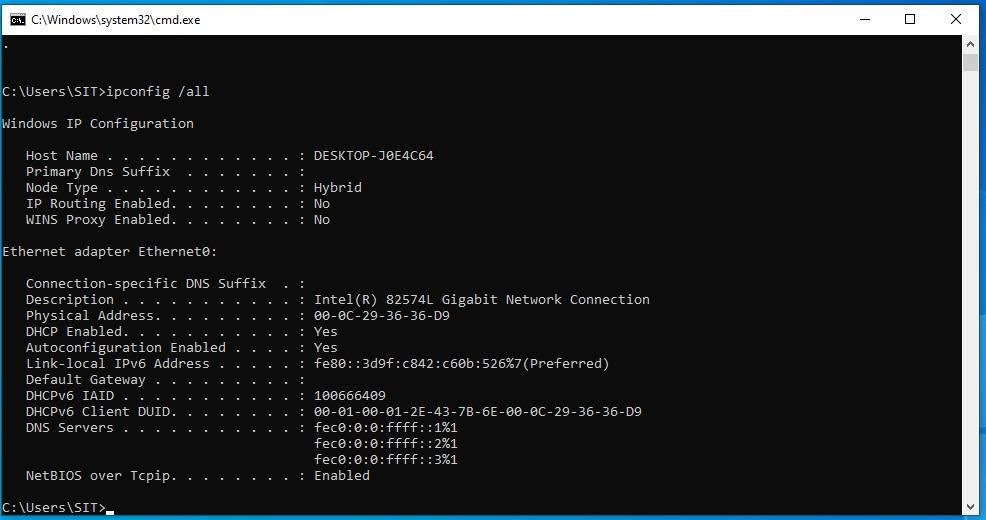 C:\Windows\system32\cmd.exe
.
C:\Users\SIT>ipconfig /all
Windows IP Configuration
Host Name . . . . . . . . . . . . : DESKTOP-J0E4C64
Primary Dns Suffix  . . . . . . . :
Node Type . . . . . . . . . . . . : Hybrid
IP Routing Enabled. . . . . . . . : No
WINS Proxy Enabled. . . . . . . . : No
Ethernet adapter Ethernet0:
Connection-specific DNS Suffix  . :
Description . . . . . . . . . . . : Intel(R) 82574L Gigabit Network Connection
Physical Address. . . . . . . . . : 00-0C-29-36-36-D9
DHCP Enabled. . . . . . . . . . . : Yes
Autoconfiguration Enabled . . . . : Yes
Link-local IPv6 Address . . . . . : fe80::3d9f:c842:c60b:526%7(Preferred)
Default Gateway . . . . . . . . . :
DHCPv6 IAID . . . . . . . . . . . : 100666409
DHCPv6 Client DUID. . . . . . . . : 00-01-00-01-2E-43-7B-6E-00-0C-29-36-36-D9
DNS Servers . . . . . . . . . . . : fec0:0:0:ffff::1%1
fec0:0:0:ffff::2%1
fec0:0:0:ffff::3%1
NetBIOS over Tcpip. . . . . . . . : Enabled
C:\Users\SIT>